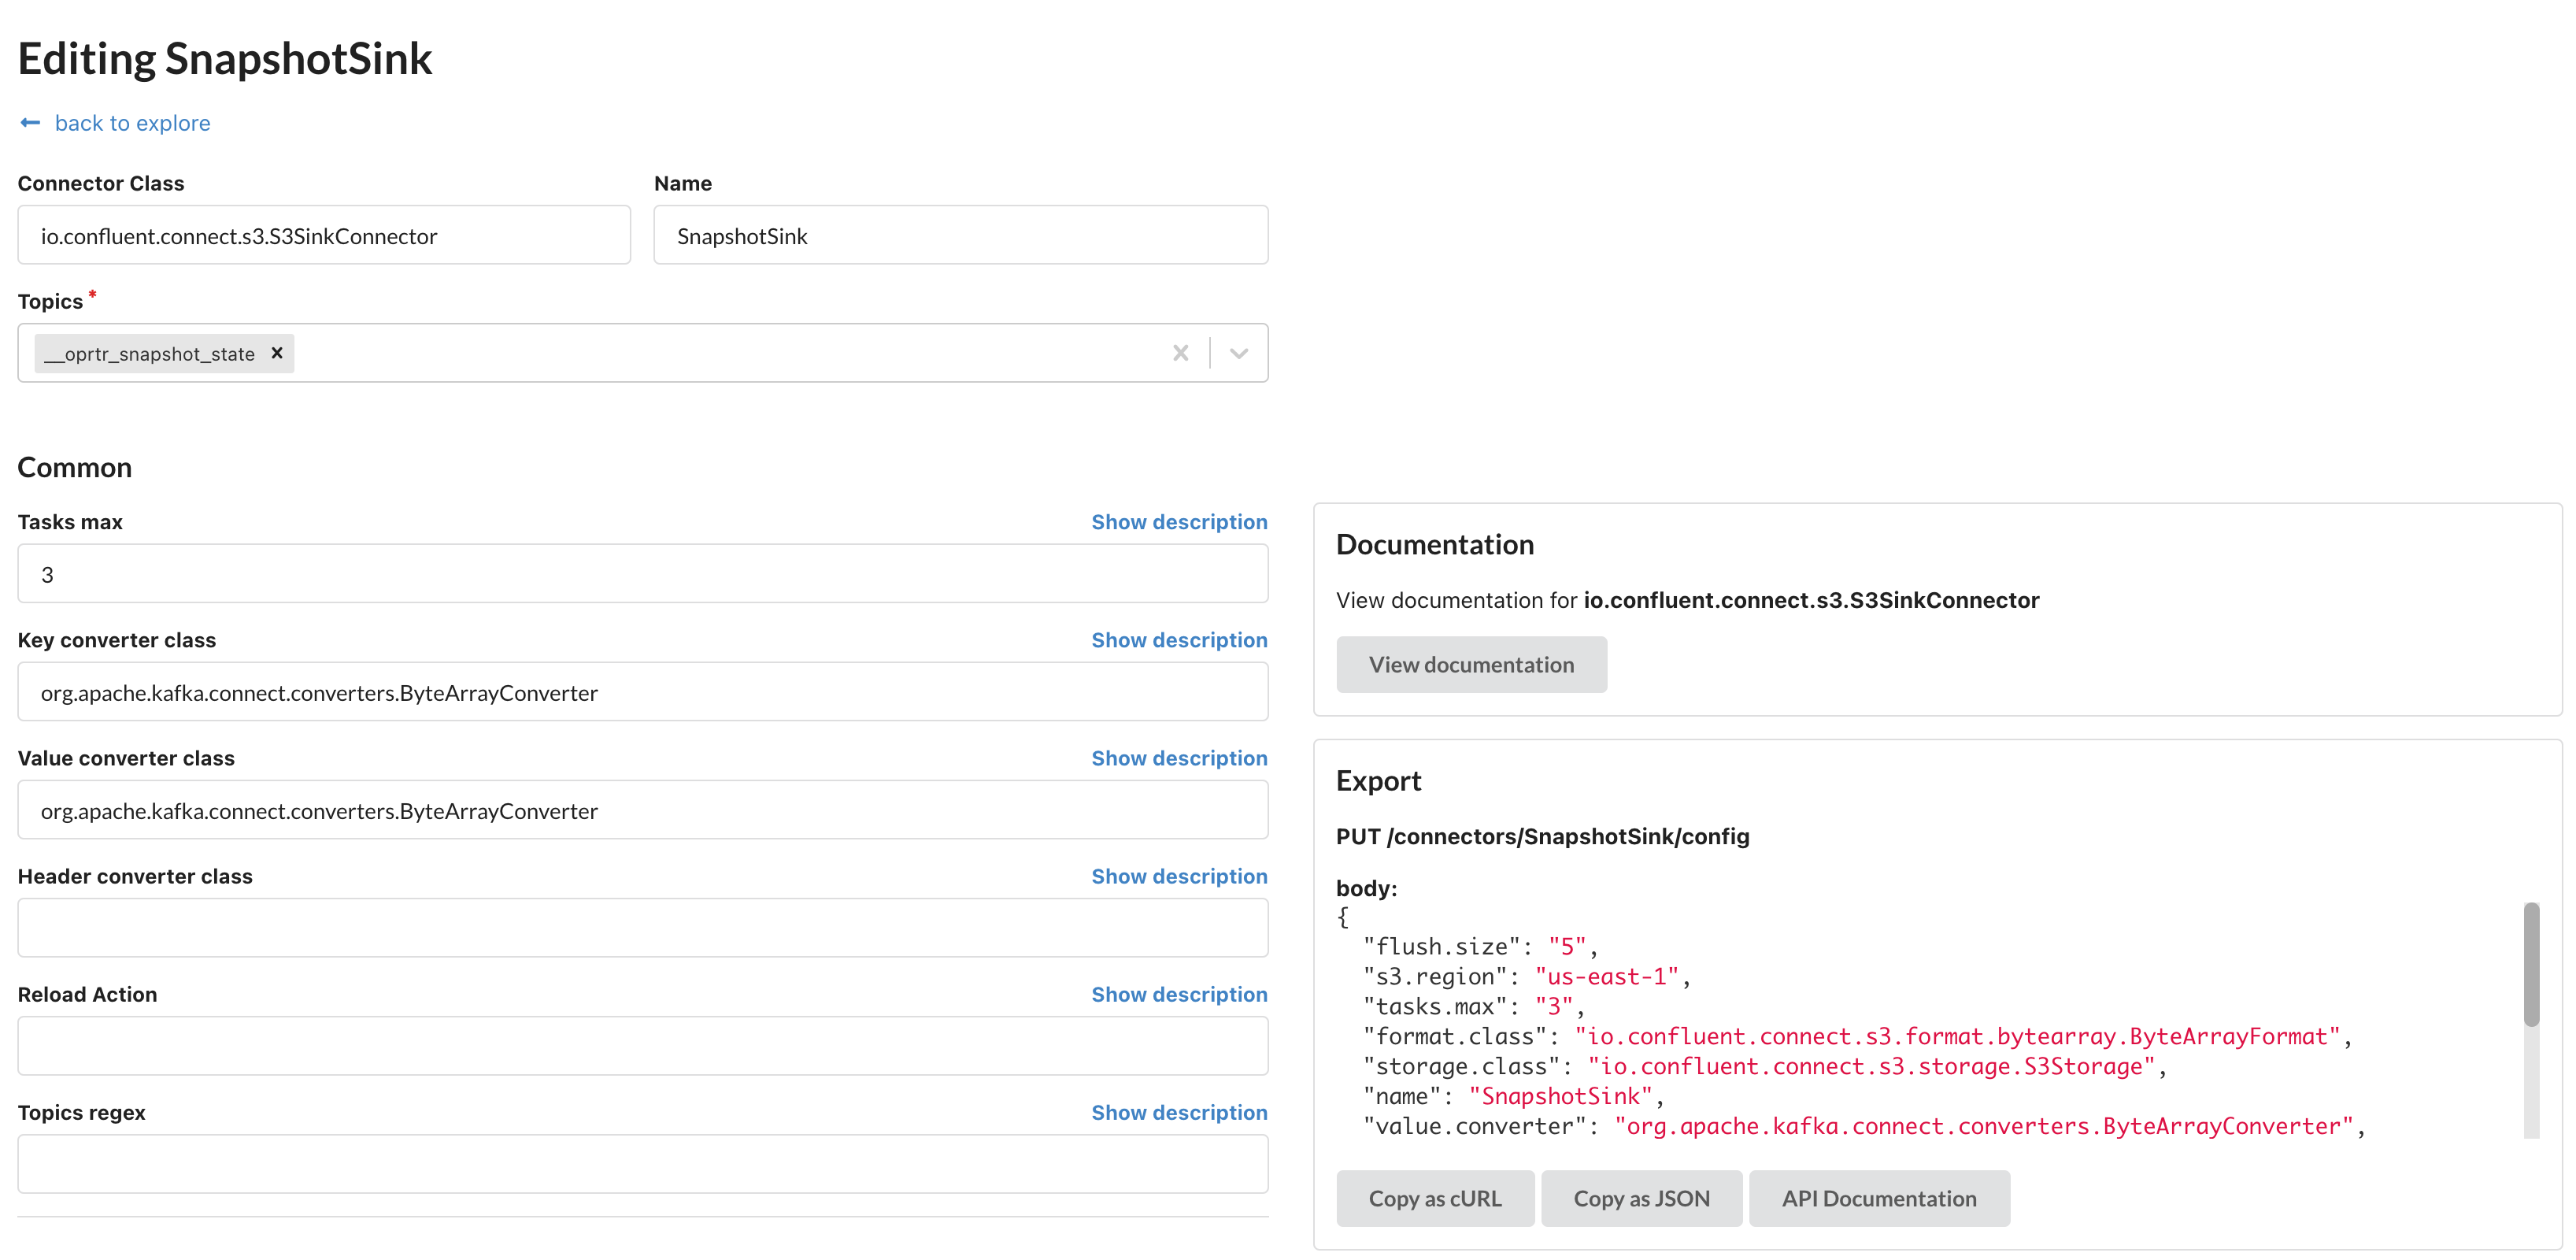 Editing SnapshotSink
back to explore
Connector Class
Name
io.confluent.connect.s3.S3SinkConnector
SnapshotSink
Topics *
__oprtr_snapshot_state
Common
Tasks max
Show description
3
Key converter class
Show description
org.apache.kafka.connect.converters.ByteArrayConverter
Value converter class
Show description
org.apache.kafka.connect.converters.ByteArrayConverter
Header converter class
Show description
Reload Action
Show description
Topics regex
Show description
Documentation
View documentation for io.confluent.connect.s3.S3SinkConnector
View documentation
Export
PUT /connectors/SnapshotSink/config
body:
{
"flush.size": "5",
"s3.region": "us-east-1",
"tasks.max": "3",
"format.class": "io.confluent.connect.s3.format.bytearray.ByteArrayFormat",
"storage.class": "io.confluent.connect.s3.storage.S3Storage",
"name": "SnapshotSink",
"value.converter": "org.apache.kafka.connect.converters.ByteArrayConverter",
Copy as cURL
Copy as JSON
API Documentation